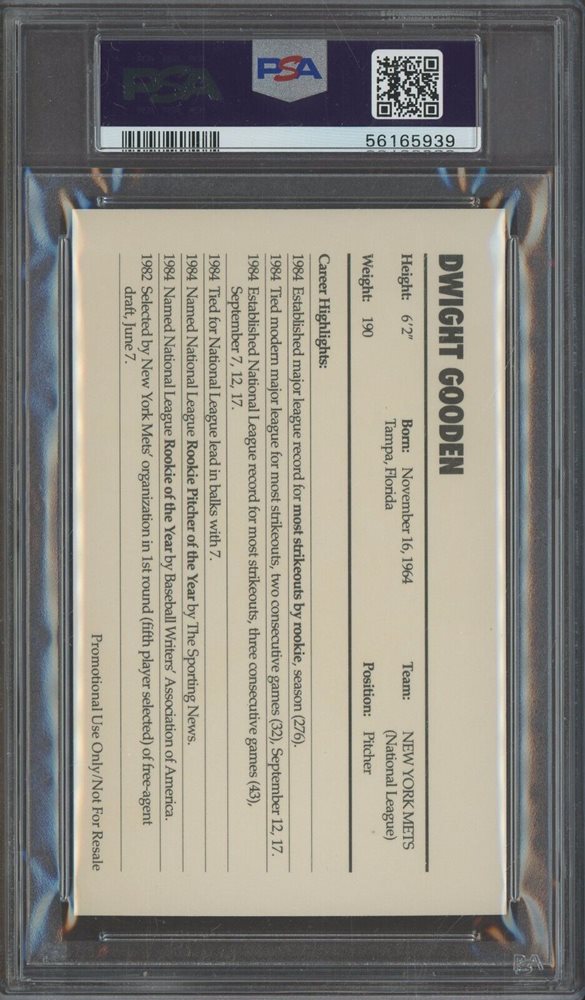 PSA
PSA
56165939
DWIGHT GOODEN
Height: 6'2" Born: November 16, 1964 Team: NEW YORK METS
Tampa, Florida (National League)
Weight: 190 Position: Pitcher
Career Highlights:
1984 Established major league record for most strikeouts by rookie, season (276).
1984 Tied modern major league for most strikeouts, two consecutive games (32), September 12, 17.
1984 Established National League record for most strikeouts, three consecutive games (43),
September 7, 12, 17.
1984 Tied for National League lead in balks with 7.
1984 Named National League Rookie Pitcher of the Year by The Sporting News.
1984 Named National League Rookie of the Year by Baseball Writers' Association of America.
1982 Selected by New York Mets' organization in 1st round (fifth player selected) of free-agent
draft, June 7.
Promotional Use Only/Not For Resale
PSA